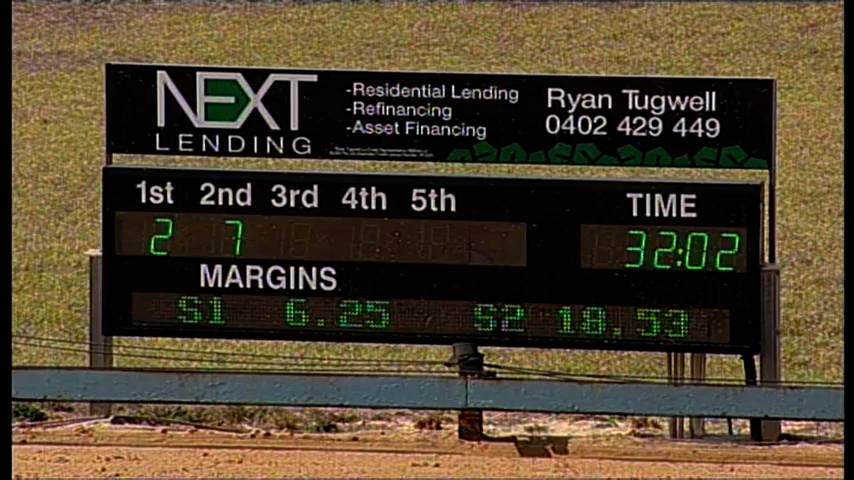 NEXT
LENDING
-Residential Lending
-Refinancing
-Asset Financing
Ryan Tugwell
0402 429 449
1st 2nd 3rd 4th 5th
2 7
TIME
32:02
MARGINS
S1 6.25 S2 18.53